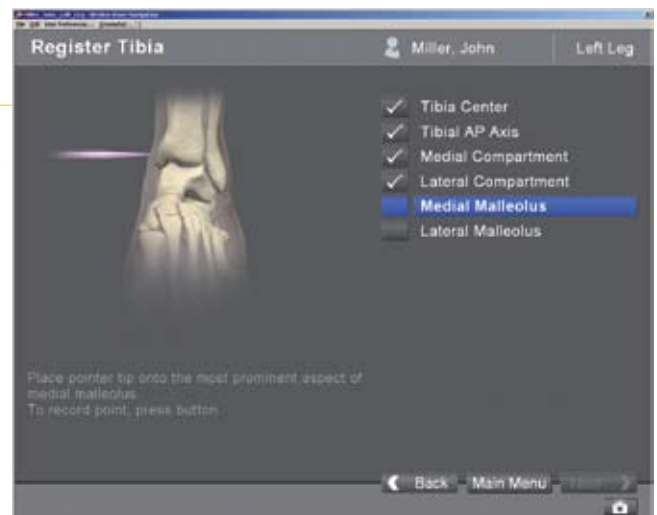 Register Tibia
Miller, John
Left Leg
Tibia Center
Tibial AP Axis
Medial Compartment
Lateral Compartment
Medial Malleolus
Lateral Malleolus
Place pointer tip onto the most prominent aspect of
medial malleolus.
To record point, press button
Back
Main Menu